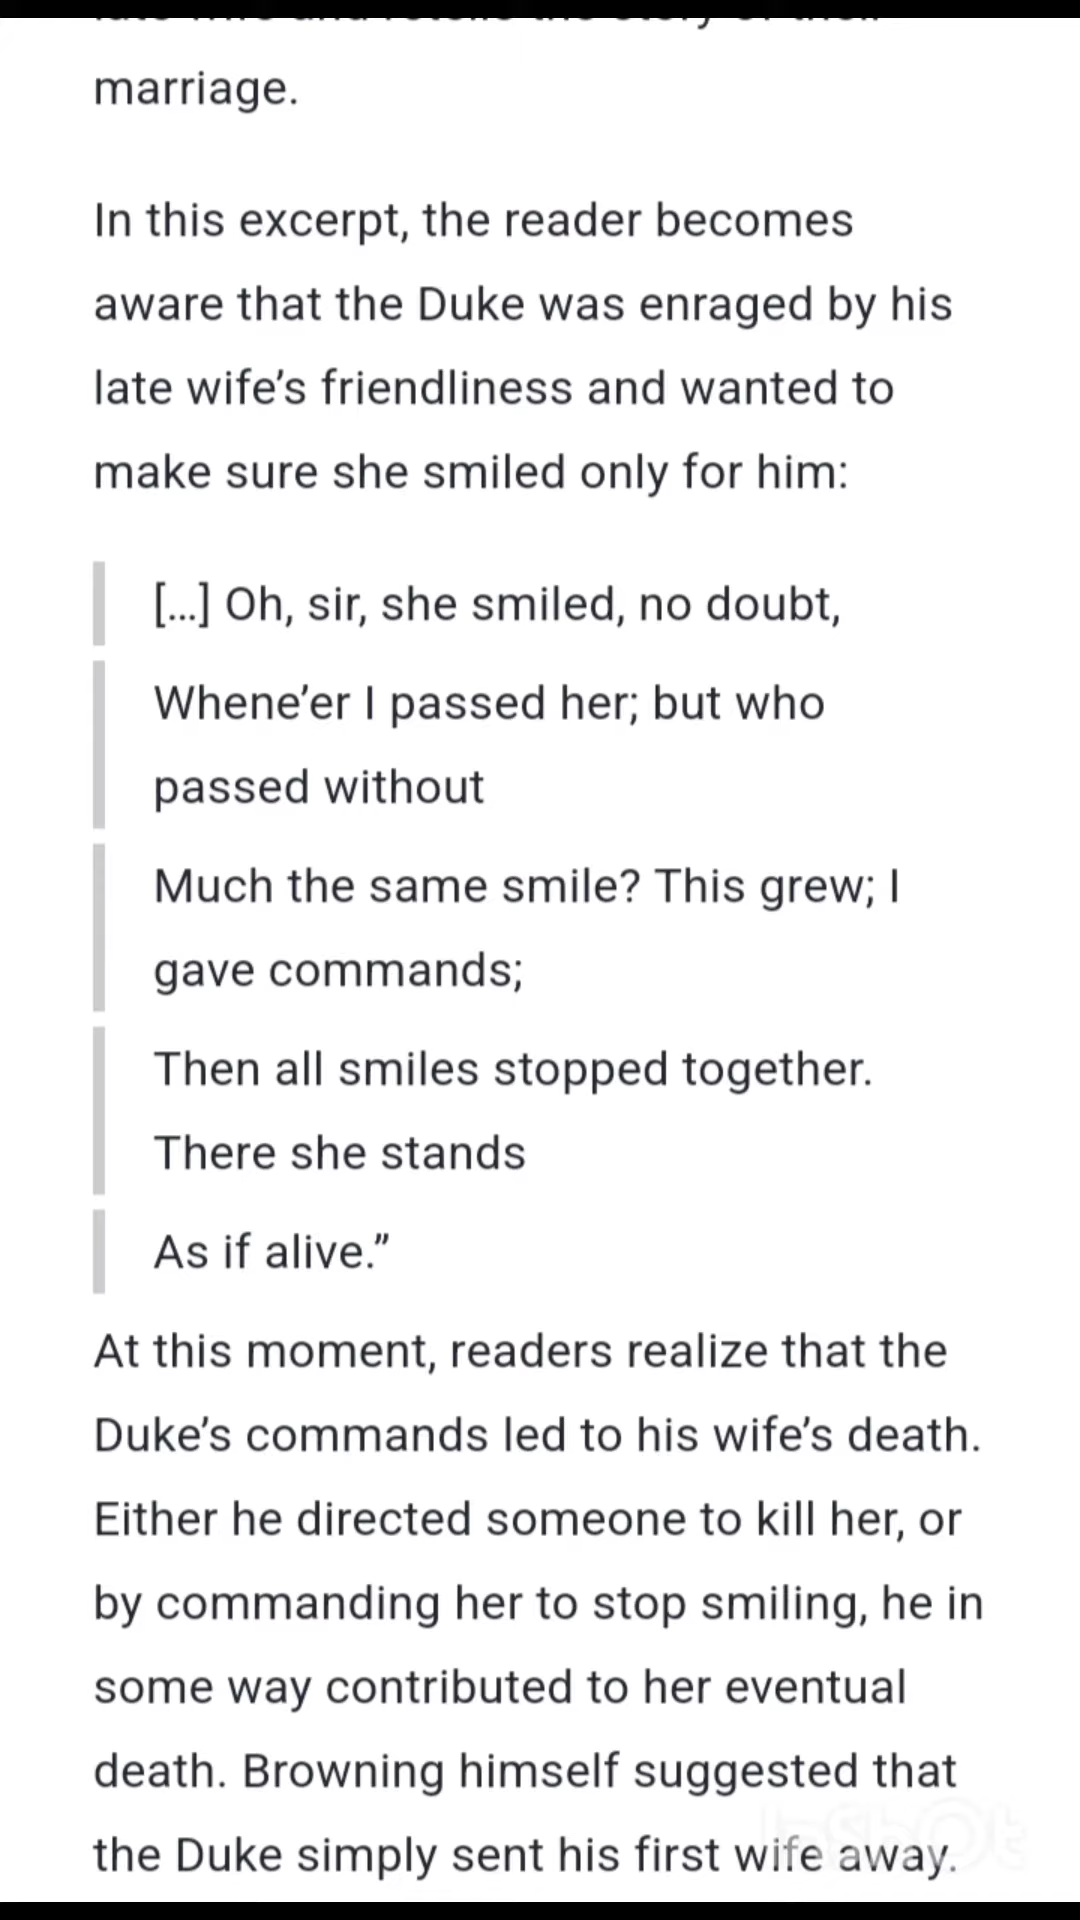 marriage.
In this excerpt, the reader becomes
aware that the Duke was enraged by his
late wife’s friendliness and wanted to
make sure she smiled only for him:
[...] Oh, sir, she smiled, no doubt,
Whene’er I passed her; but who
passed without
Much the same smile? This grew; I
gave commands;
Then all smiles stopped together.
There she stands
As if alive.”
At this moment, readers realize that the
Duke’s commands led to his wife’s death.
Either he directed someone to kill her, or
by commanding her to stop smiling, he in
some way contributed to her eventual
death. Browning himself suggested that
the Duke simply sent his first wife away.
InShOt